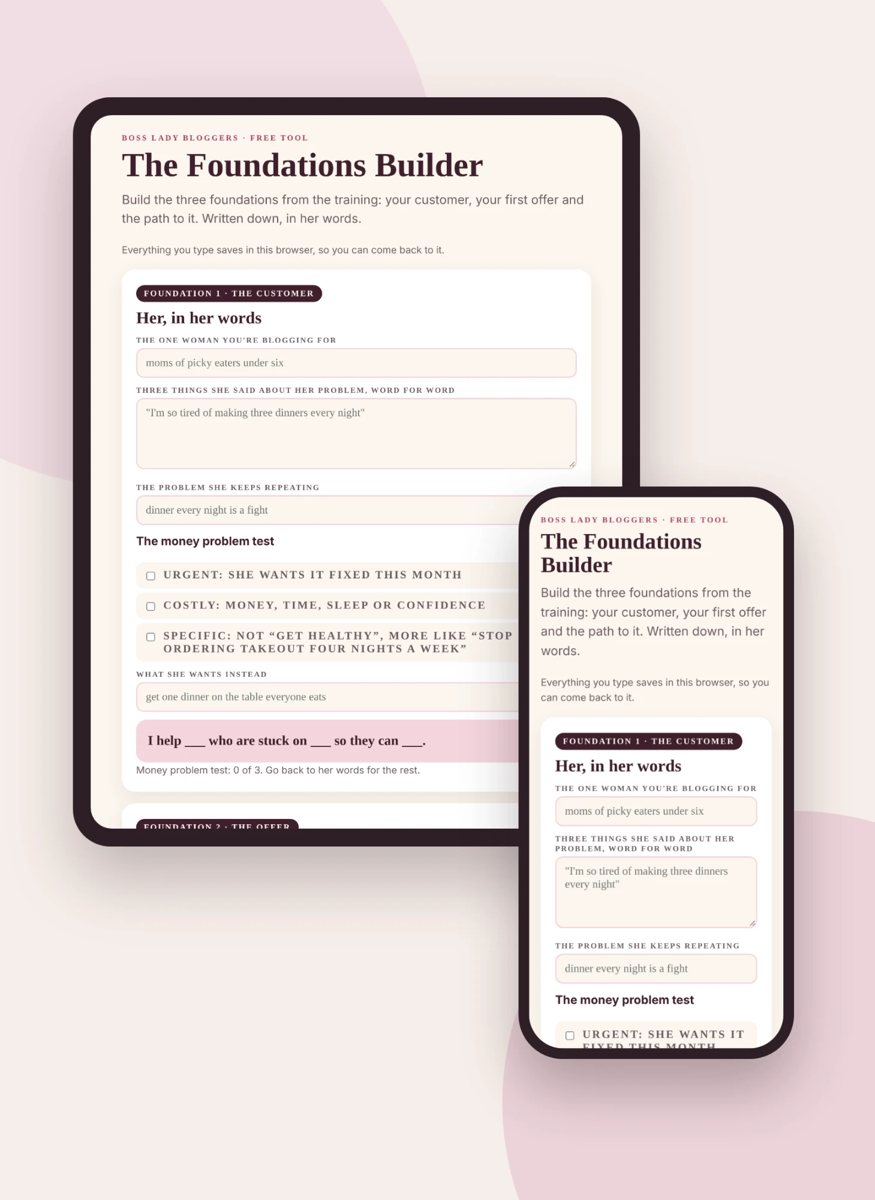 BOSS LADY BLOGGERS · FREE TOOL
The Foundations Builder
Build the three foundations from the training: your customer, your first offer and
the path to it. Written down, in her words.
Everything you type saves in this browser, so you can come back to it.
FOUNDATION 1 · THE CUSTOMER
Her, in her words
THE ONE WOMAN YOU'RE BLOGGING FOR
moms of picky eaters under six
THREE THINGS SHE SAID ABOUT HER PROBLEM, WORD FOR WORD
"I'm so tired of making three dinners every night"
THE PROBLEM SHE KEEPS REPEATING
dinner every night is a fight
The money problem test
URGENT: SHE WANTS IT FIXED THIS MONTH
COSTLY: MONEY, TIME, SLEEP OR CONFIDENCE
SPECIFIC: NOT “GET HEALTHY”, MORE LIKE “STOP
ORDERING TAKEOUT FOUR NIGHTS A WEEK”
WHAT SHE WANTS INSTEAD
get one dinner on the table everyone eats
I help ___ who are stuck on ___ so they can ___.
Money problem test: 0 of 3. Go back to her words for the rest.
FOUNDATION 2 · THE OFFER
BOSS LADY BLOGGERS · FREE TOOL
The Foundations
Builder
Build the three foundations from the
training: your customer, your first offer
and the path to it. Written down, in her
words.
Everything you type saves in this browser, so you
can come back to it.
FOUNDATION 1 · THE CUSTOMER
Her, in her words
THE ONE WOMAN YOU'RE BLOGGING FOR
moms of picky eaters under six
THREE THINGS SHE SAID ABOUT HER
PROBLEM, WORD FOR WORD
"I'm so tired of making three dinners
every night"
THE PROBLEM SHE KEEPS REPEATING
dinner every night is a fight
The money problem test
URGENT: SHE WANTS IT
FIXED THIS MONTH